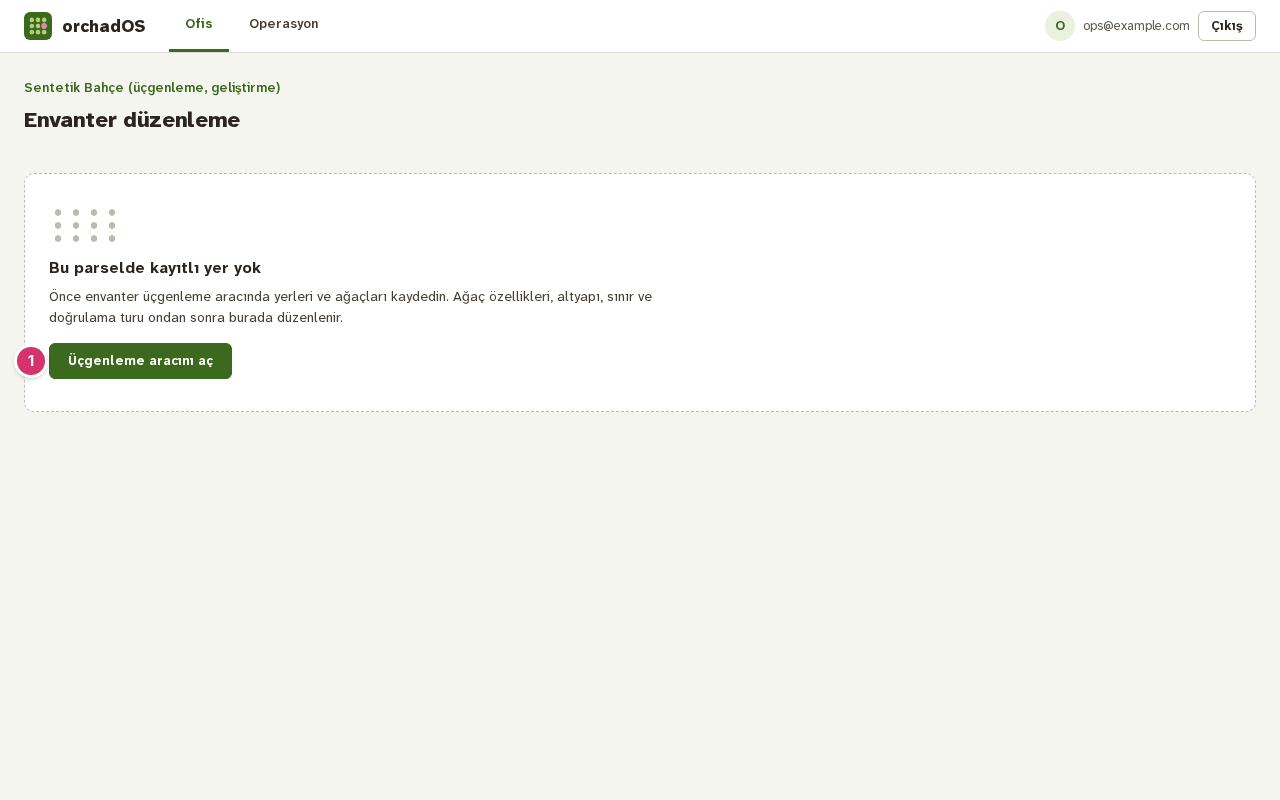 orchadOS
Ofis
Operasyon
O
ops@example.com
Çıkış
Sentetik Bahçe (üçgenleme, geliştirme)
Envanter düzenleme
Bu parselde kayıtlı yer yok
Önce envanter üçgenleme aracında yerleri ve ağaçları kaydedin. Ağaç özellikleri, altyapı, sınır ve
doğrulama turu ondan sonra burada düzenlenir.
1
Üçgenleme aracını aç